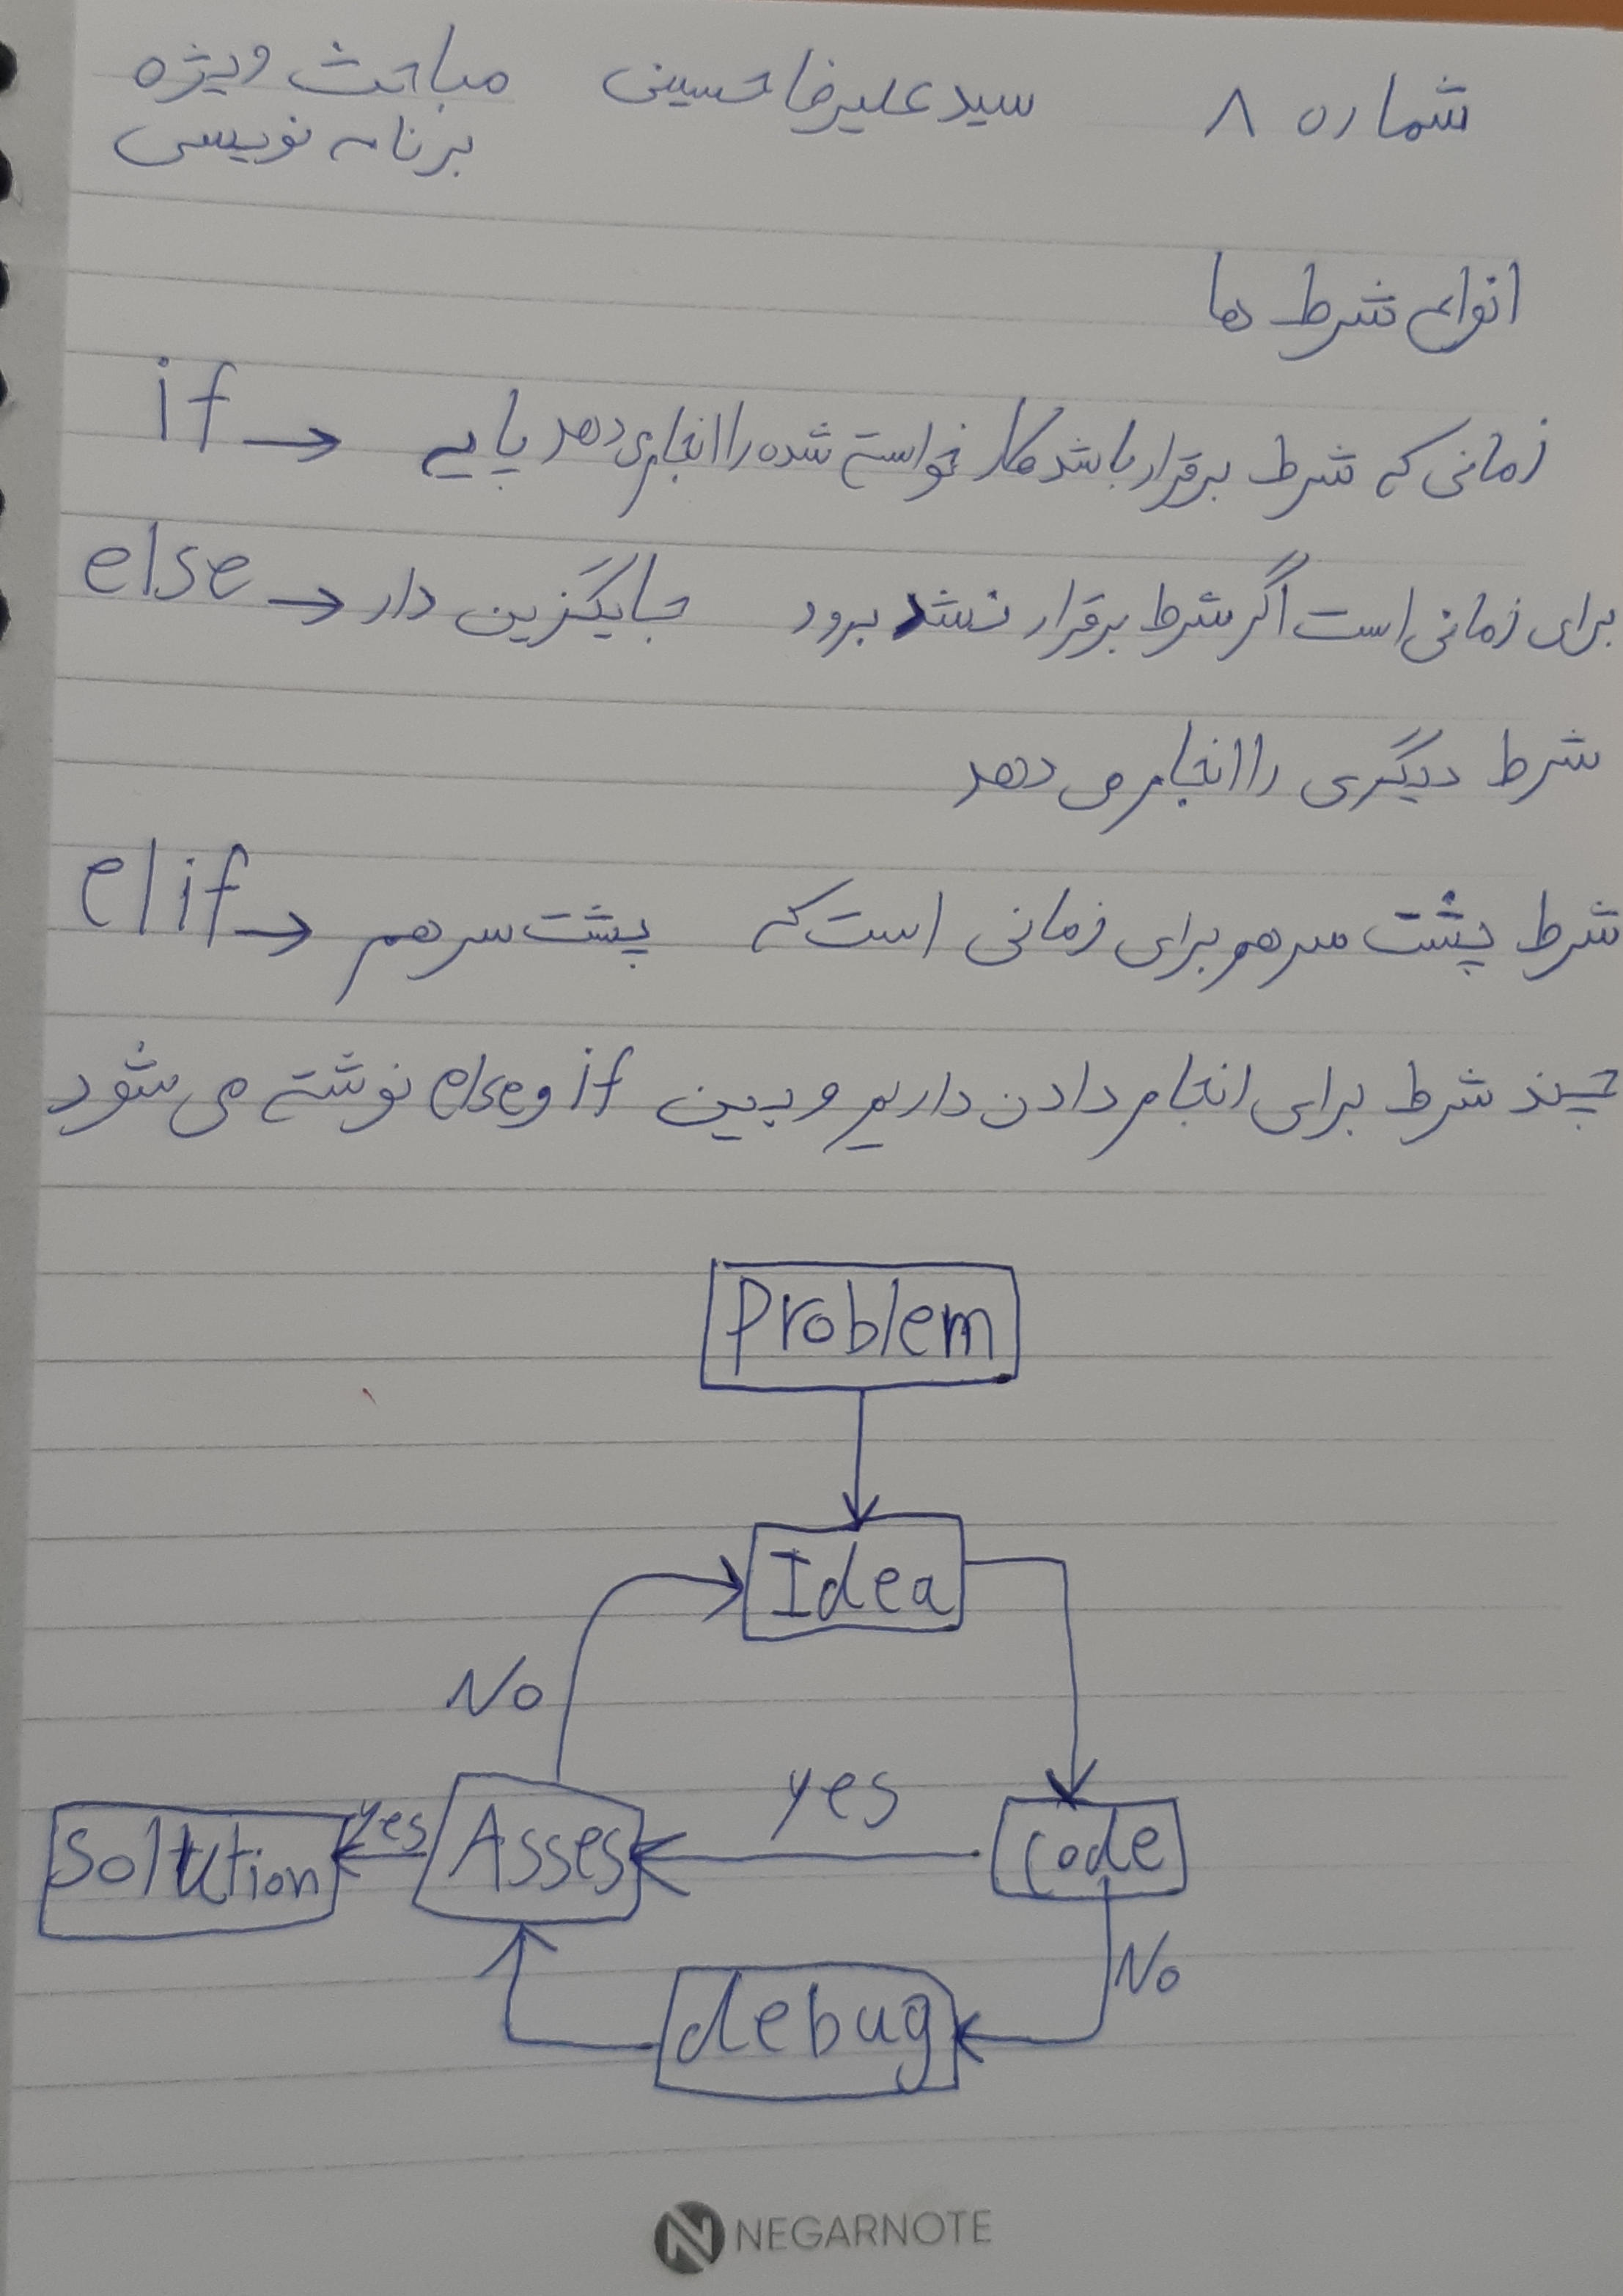 شماره ۸ سید علیرضا حسینی مباحث ویژه
برنامه نویسی
انواع شرط ها
if → پایه زمانی که شرط برقرار باشد کار خواسته شده را انجام می دهد
else → جایگزین دار برای زمانی است اگر شرط برقرار نشد برود
شرط دیگری را انجام می دهد
elif → پشت سر هم شرط پشت سر هم برای زمانی است که
چند شرط برای انجام دادن داریم و بین if و else نوشته می شود
Problem
Idea
No
yes
Solution
yes
Asses
code
No
debug
NEGARNOTE